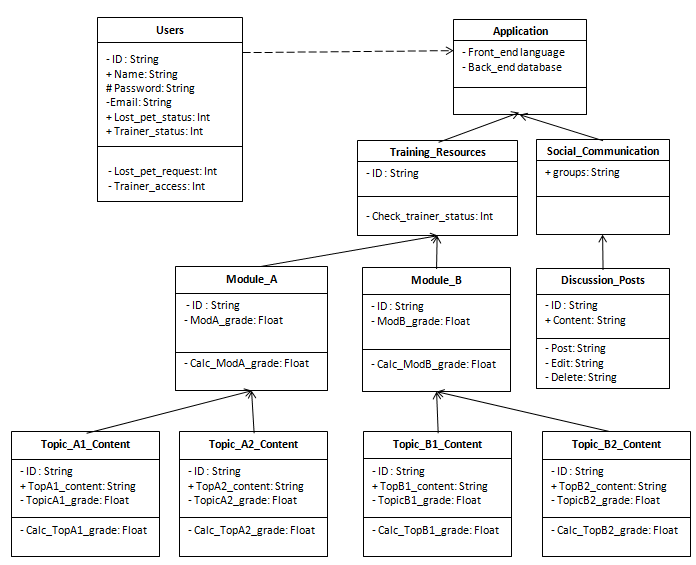 Users
- ID : String
+ Name: String
# Password: String
-Email: String
+ Lost_pet_status: Int
+ Trainer_status: Int
- Lost_pet_request: Int
- Trainer_access: Int
Application
- Front_end language
- Back_end database
Training_Resources
- ID: String
- Check_trainer_status: Int
Social_Communication
+ groups: String
Module_A
- ID : String
- ModA_grade: Float
- Calc_ModA_grade: Float
Module_B
- ID: String
- ModB_grade: Float
- Calc_ModB_grade: Float
Discussion_Posts
- ID: String
+ Content: String
- Post: String
- Edit: String
- Delete: String
Topic_A1_Content
- ID: String
+ TopA1_content: String
- TopicA1_grade: Float
- Calc_TopA1_grade: Float
Topic_A2_Content
- ID: String
+ TopA2_content: String
- TopicA2_grade: Float
- Calc_TopA2_grade: Float
Topic_B1_Content
- ID: String
+ TopB1_content: String
- TopicB1_grade: Float
- Calc_TopB1_grade: Float
Topic_B2_Content
- ID: String
+ TopB2_content: String
- TopicB2_grade: Float
- Calc_TopB2_grade: Float